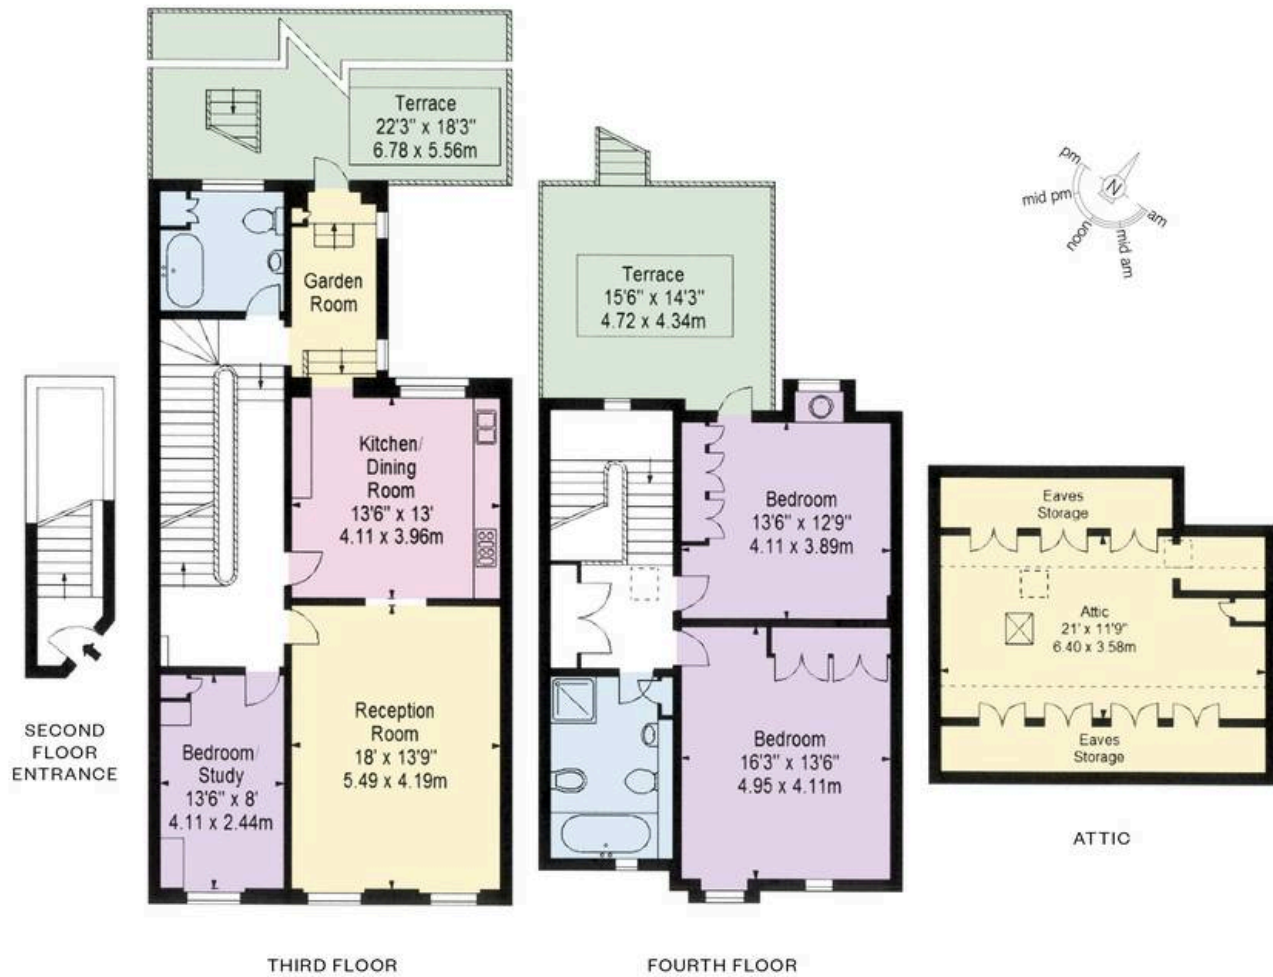 Terrace
22'3" x 18'3"
6.78 x 5.56m
Garden
Room
Kitchen/
Dining
Room
13'6" x 13'
4.11 x 3.96m
Reception
Room
18' x 13'9"
5.49 x 4.19m
Bedroom/
Study
13'6" x 8'
4.11 x 2.44m
SECOND
FLOOR
ENTRANCE
THIRD FLOOR
Terrace
15'6" x 14'3"
4.72 x 4.34m
Bedroom
13'6" x 12'9"
4.11 x 3.89m
Bedroom
16'3" x 13'6"
4.95 x 4.11m
FOURTH FLOOR
pm
mid pm
noon
mid am
am
N
Eaves
Storage
Attic
21' x 11'9"
6.40 x 3.58m
Eaves
Storage
ATTIC